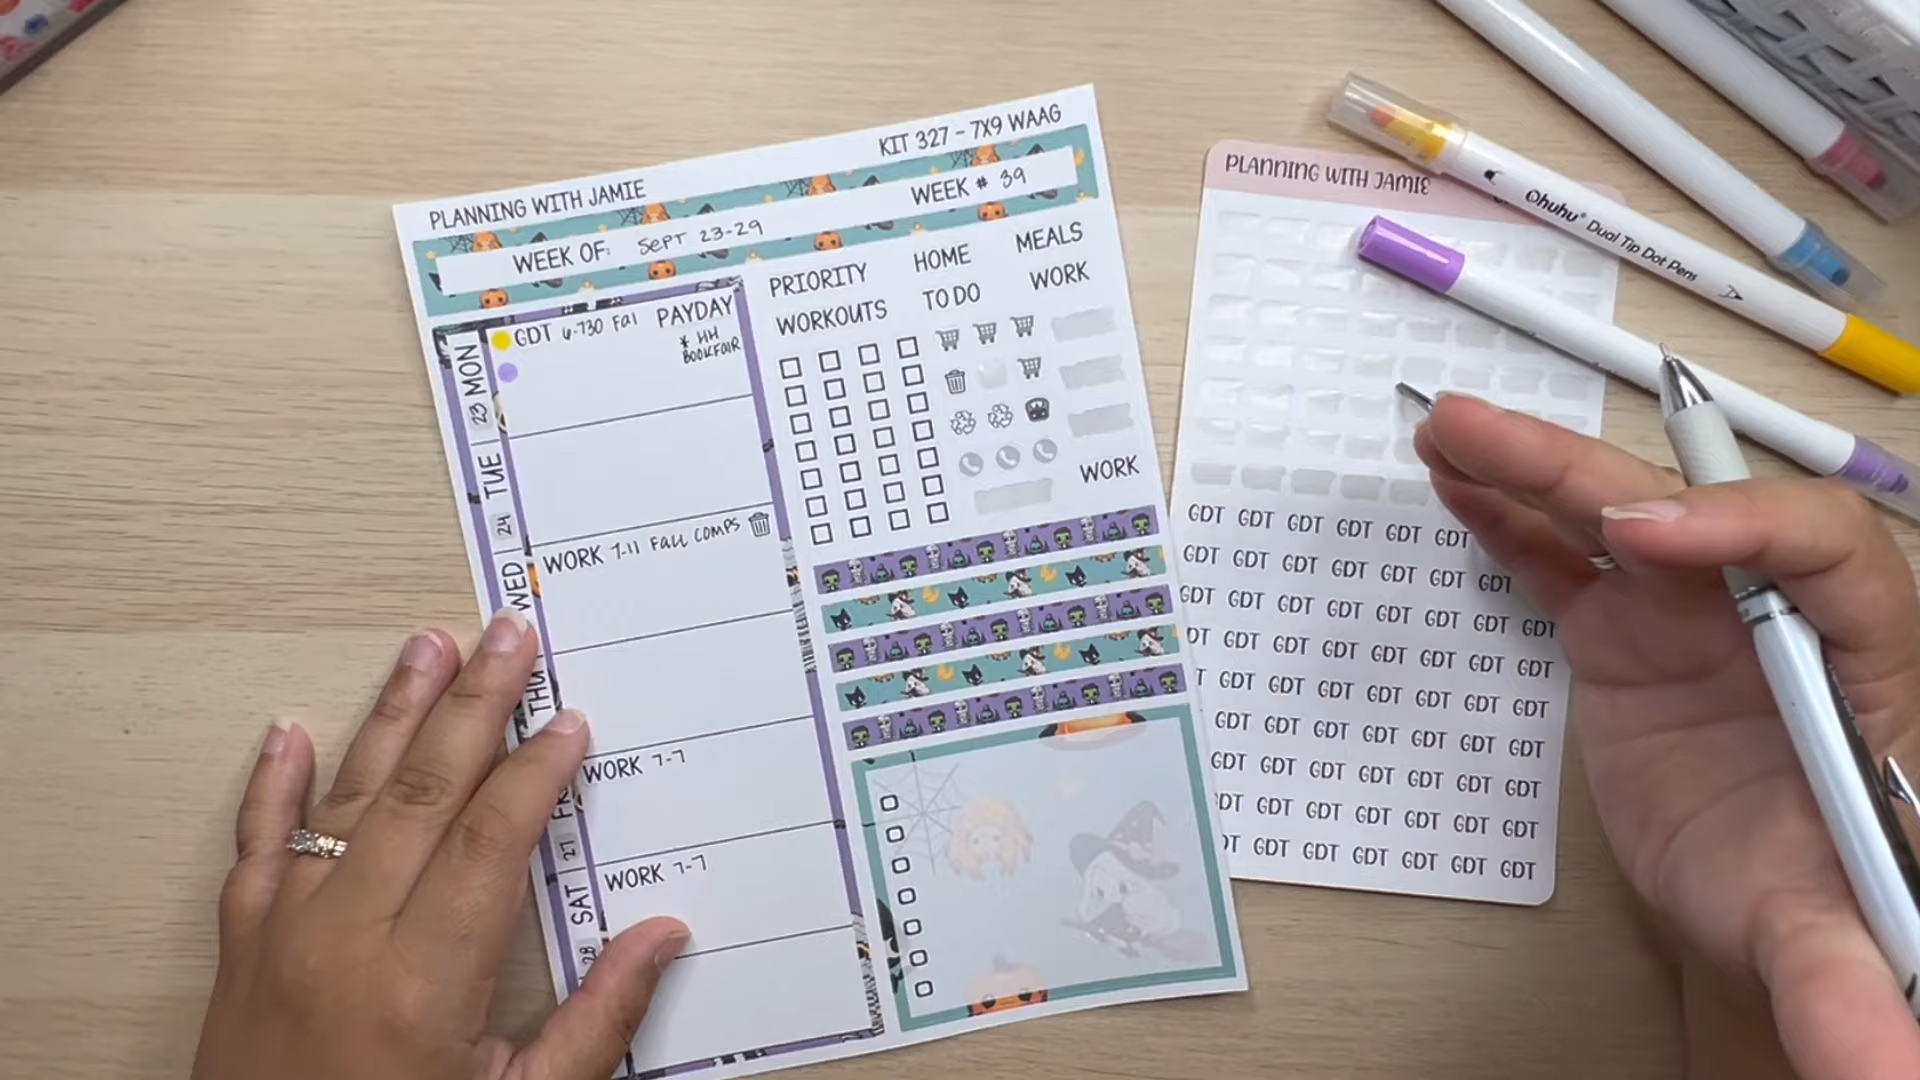 PLANNING WITH JAMIE
KIT 327 - 7X9 WAAG
WEEK OF: SEPT 23-29
WEEK # 39
23 MON
GDT 6-730 Fal
PAYDAY
* HH
BOOKFAIR
24 TUE
WED
WORK 7-11 FALL COMPS
THU
WORK 7-7
27
28 SAT
WORK 7-7
PRIORITY
HOME
MEALS
WORKOUTS
TO DO
WORK
WORK
PLANNING WITH JAMIE
GDT GDT GDT GDT GDT GDT
GDT GDT GDT GDT GDT GDT GDT
GDT GDT GDT GDT GDT GDT GDT
GDT GDT GDT GDT GDT GDT GDT
GDT GDT GDT GDT GDT GDT
GDT GDT GDT GDT GDT GDT GDT
GDT GDT GDT GDT GDT GDT GDT
GDT GDT GDT GDT GDT GDT
GDT GDT GDT GDT GDT GDT
Ohuhu® Dual Tip Dot Pens